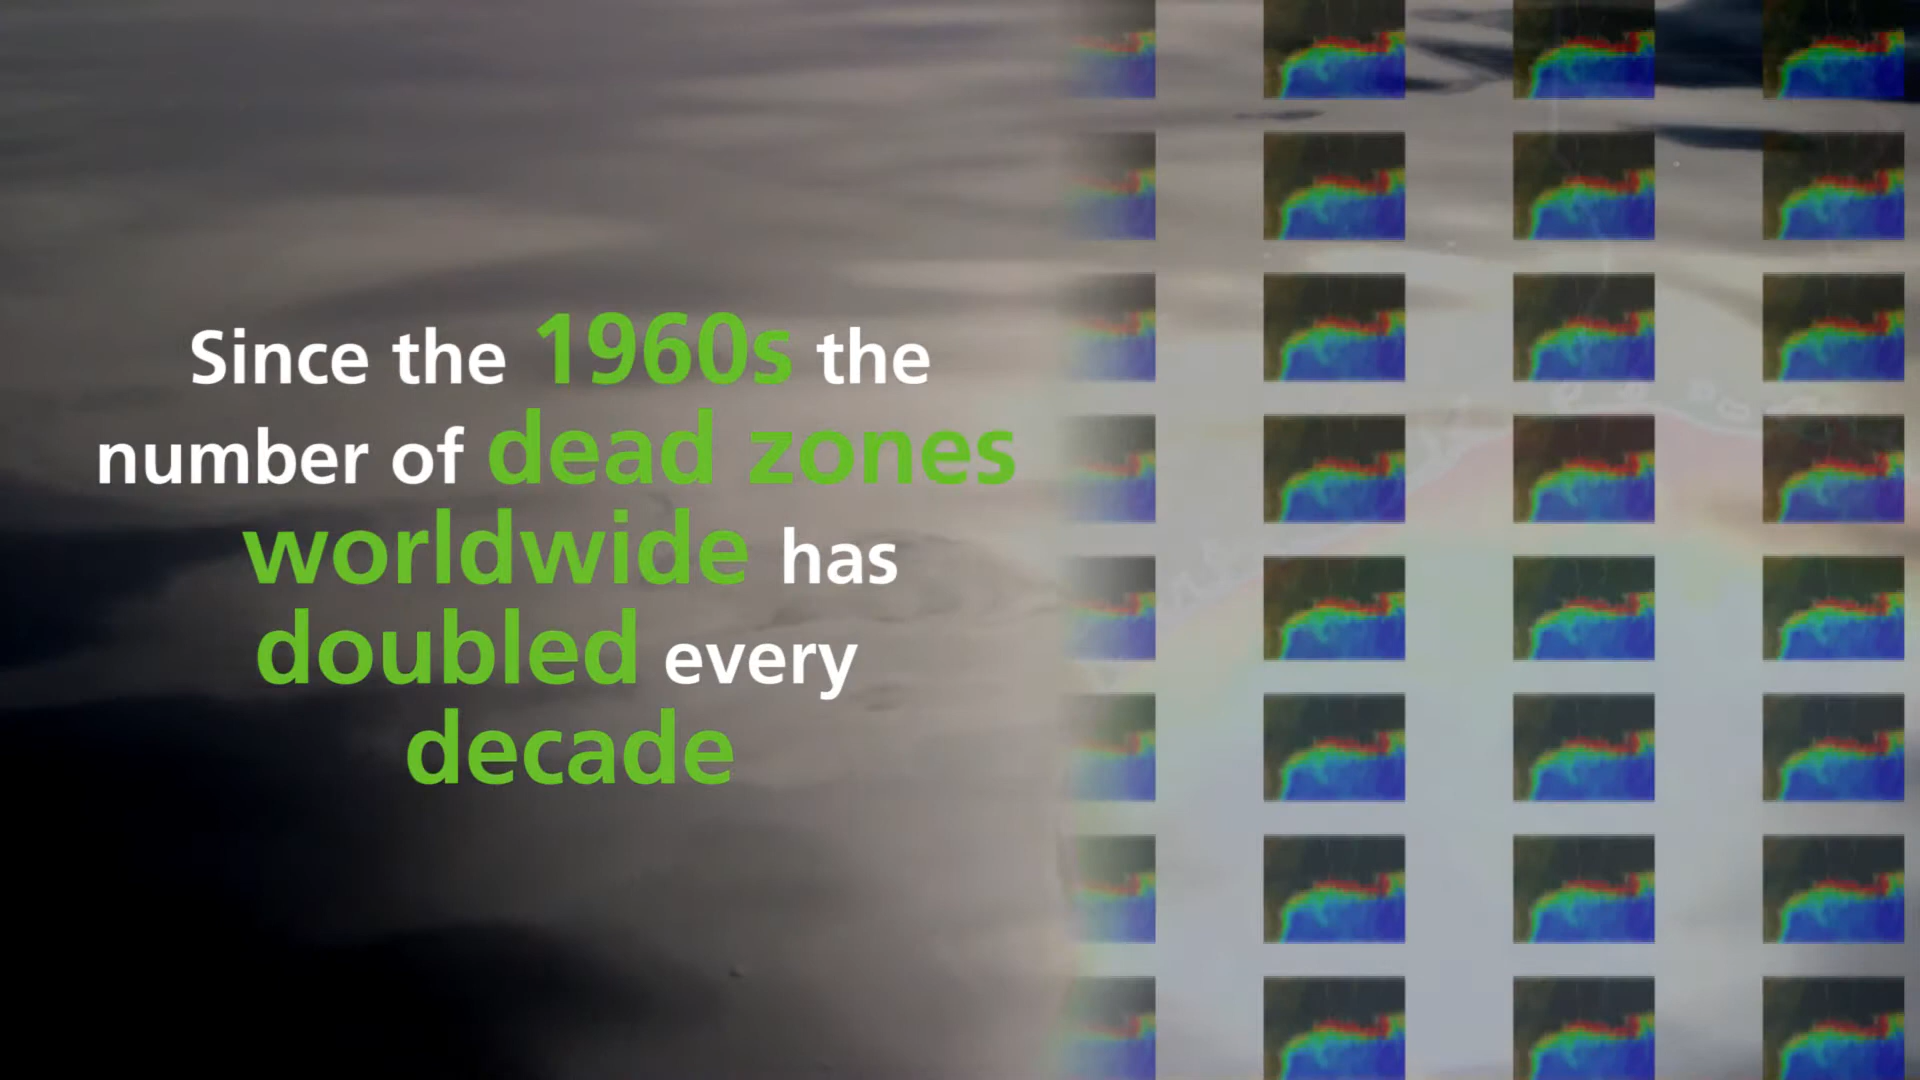 Since the 1960s the
number of dead zones
worldwide has
doubled every
decade